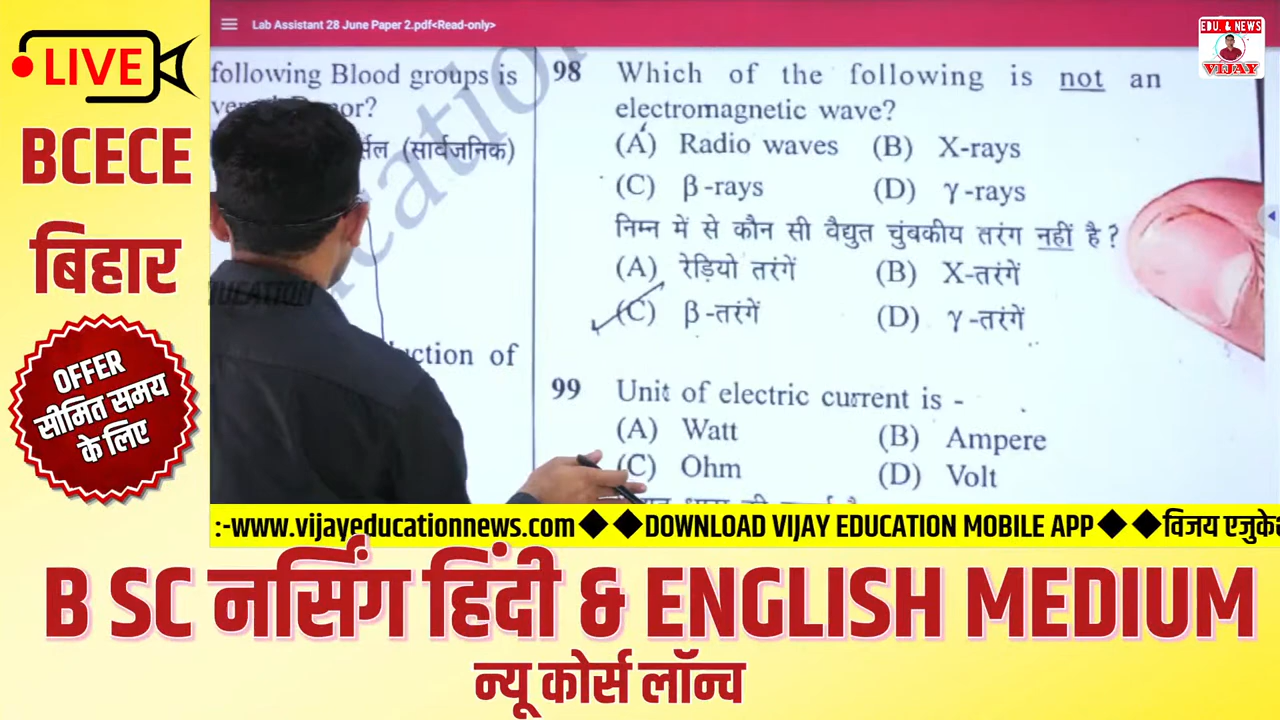 LIVE
BCECE
बिहार
OFFER
सीमित समय
के लिए
Lab Assistant 28 June Paper 2.pdf<Read-only>
EDU. & NEWS
VIJAY
following Blood groups is
(सार्वजनिक)
of
98 Which of the following is not an
electromagnetic wave?
(A) Radio waves (B) X-rays
(C) β-rays (D) γ-rays
निम्न में से कौन सी वैद्युत चुंबकीय तरंग नहीं है ?
(A) रेड़ियो तरंगें (B) X-तरंगें
(C) β-तरंगें (D) γ-तरंगें
99 Unit of electric current is -
(A) Watt (B) Ampere
(C) Ohm (D) Volt
:-www.vijayeducationnews.com◆ ◆DOWNLOAD VIJAY EDUCATION MOBILE APP◆ ◆विजय एजुके
B SC नर्सिंग हिंदी & ENGLISH MEDIUM
न्यू कोर्स लॉन्च